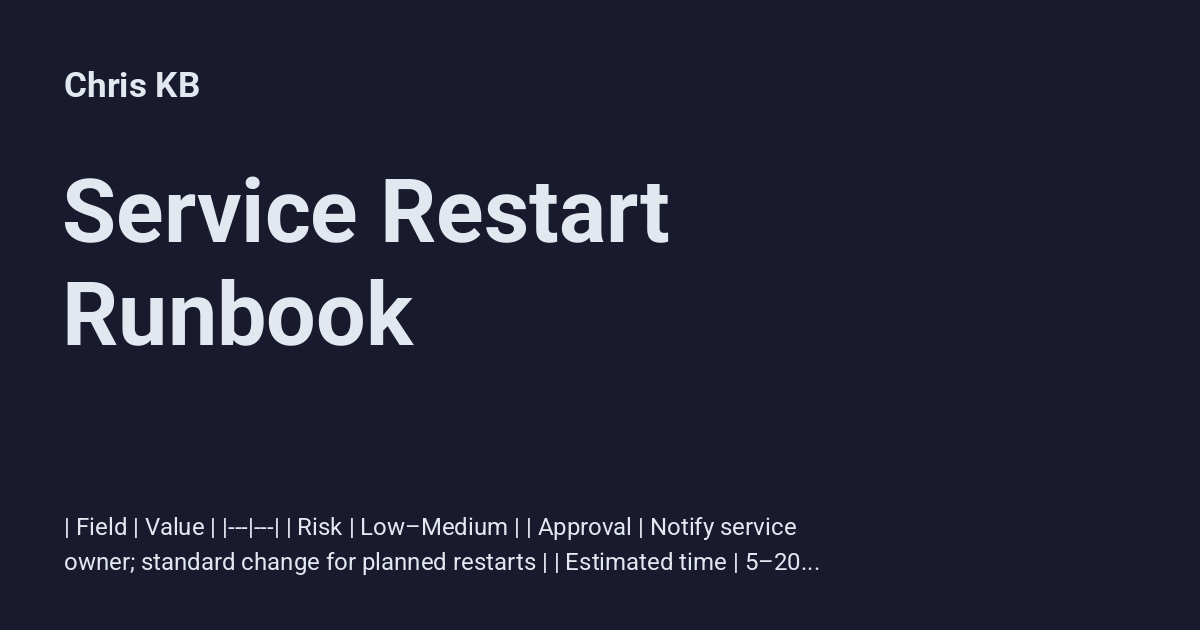 Chris KB
Service Restart
Runbook
| Field | Value | |---|---| | Risk | Low–Medium | | Approval | Notify service
owner; standard change for planned restarts | | Estimated time | 5–20...